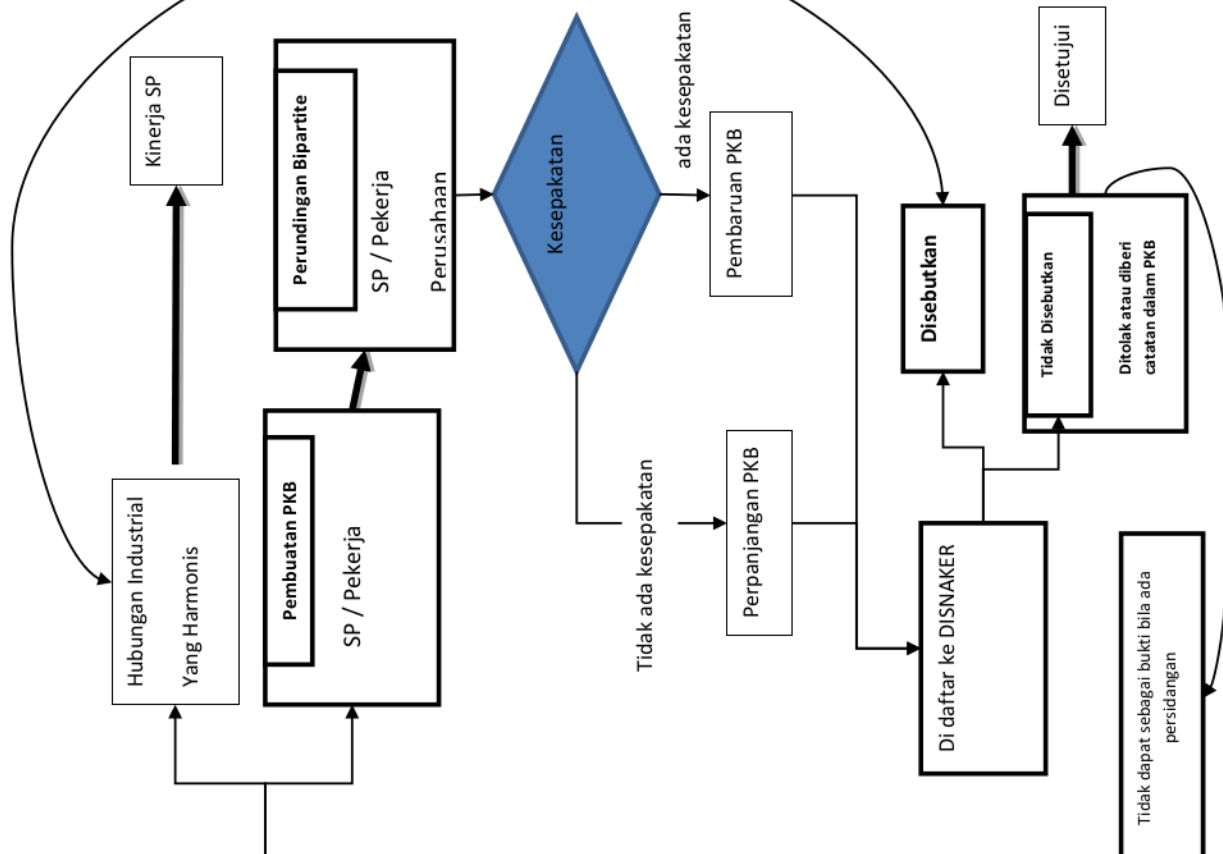 Hubungan Industrial
Yang Harmonis
Kinerja SP
Pembuatan PKB
SP / Pekerja
Perundingan Bipartite
SP / Pekerja
Perusahaan
Kesepakatan
Tidak ada kesepakatan
ada kesepakatan
Perpanjangan PKB
Pembaruan PKB
Di daftar ke DISNAKER
Disebutkan
Tidak Disebutkan
Ditolak atau diberi
catatan dalam PKB
Disetujui
Tidak dapat sebagai bukti bila ada
persidangan